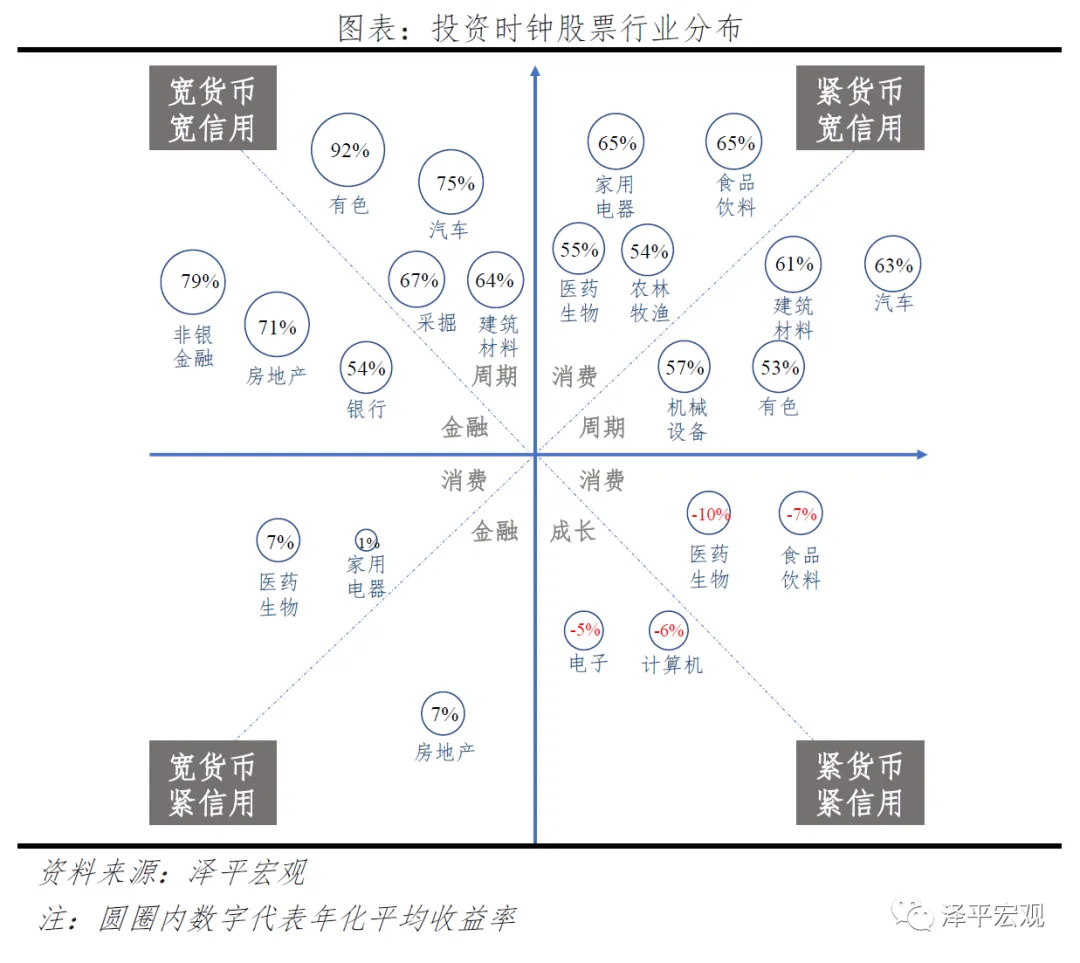 图表：投资时钟股票行业分布
宽货币
宽信用
紧货币
宽信用
92%
有色
75%
汽车
67%
采掘
64%
建筑
材料
79%
非银
金融
71%
房地产
54%
银行
周期
金融
65%
家用
电器
65%
食品
饮料
55%
医药
生物
54%
农林
牧渔
61%
建筑
材料
63%
汽车
57%
机械
设备
53%
有色
消费
周期
消费
金融
7%
医药
生物
1%
家用
电器
7%
房地产
消费
成长
-10%
医药
生物
-7%
食品
饮料
-5%
电子
-6%
计算机
宽货币
紧信用
紧货币
紧信用
资料来源：泽平宏观
注：圆圈内数字代表年化平均收益率
泽平宏观